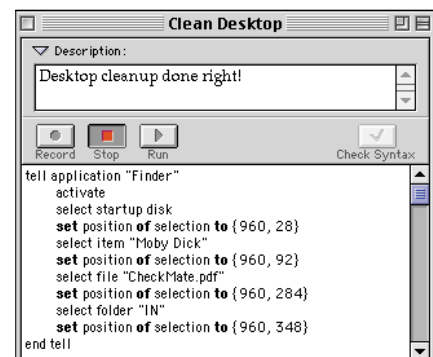 Clean Desktop
Description:
Desktop cleanup done right!
Record Stop Run Check Syntax
tell application "Finder"
activate
select startup disk
set position of selection to {960, 28}
select item "Moby Dick"
set position of selection to {960, 92}
select file "CheckMate.pdf"
set position of selection to {960, 284}
select folder "IN"
set position of selection to {960, 348}
end tell